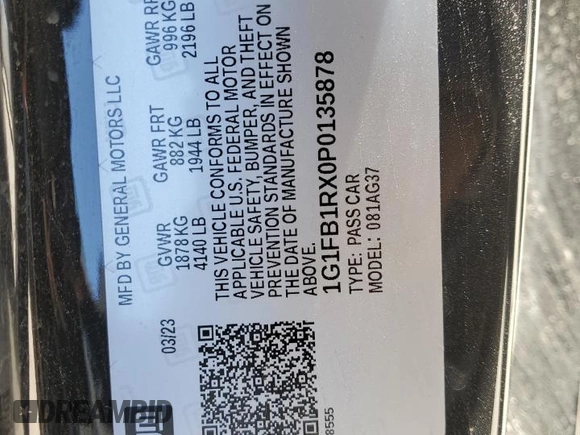 MFD BY GENERAL MOTORS LLC
03/23 GVWR GAWR FRT GAWR RR
1878 KG 882 KG 996 KG
4140 LB 1944 LB 2196 LB
THIS VEHICLE CONFORMS TO ALL
APPLICABLE U.S. FEDERAL MOTOR
VEHICLE SAFETY, BUMPER, AND THEFT
PREVENTION STANDARDS IN EFFECT ON
THE DATE OF MANUFACTURE SHOWN
ABOVE.
1G1FB1RX0P0135878
TYPE: PASS CAR
MODEL: 081AG37
8555
DREAMBID